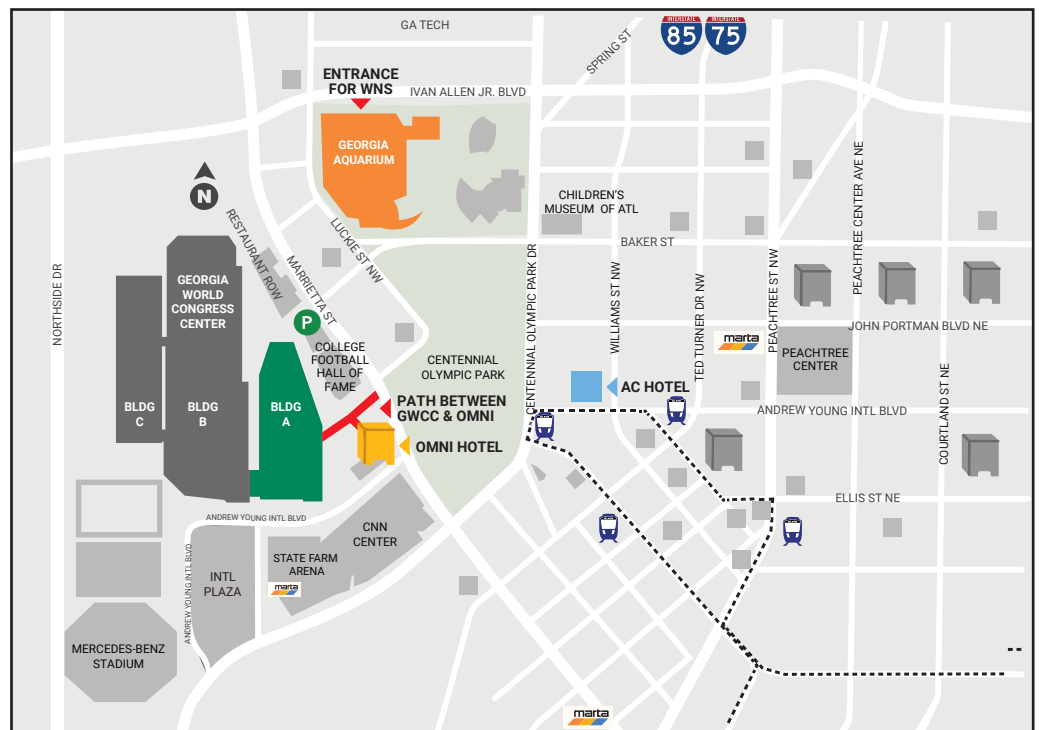 GA TECH
INTERSTATE
85
INTERSTATE
75
SPRING ST
ENTRANCE
FOR WNS
IVAN ALLEN JR. BLVD
GEORGIA
AQUARIUM
PEACHTREE CENTER AVE NE
N
CHILDREN'S
MUSEUM OF ATL
RESTAURANT ROW
LUCKIE ST NW
BAKER ST
NORTHSIDE DR
MARRIETTA ST
CENTENNIAL OLYMPIC PARK DR
WILLIAMS ST NW
TED TURNER DR NW
PEACHTREE ST NW
GEORGIA
WORLD
CONGRESS
CENTER
P
JOHN PORTMAN BLVD NE
marta
COLLEGE
FOOTBALL
HALL OF
FAME
CENTENNIAL
OLYMPIC PARK
PEACHTREE
CENTER
AC HOTEL
COURTLAND ST NE
BLDG
C
BLDG
B
BLDG
A
PATH BETWEEN
GWCC & OMNI
ANDREW YOUNG INTL BLVD
OMNI HOTEL
ELLIS ST NE
ANDREW YOUNG INTL BLVD
CNN
CENTER
STATE FARM
ARENA
marta
INTL
PLAZA
ANDREW YOUNG INTL BLVD
MERCEDES-BENZ
STADIUM
marta